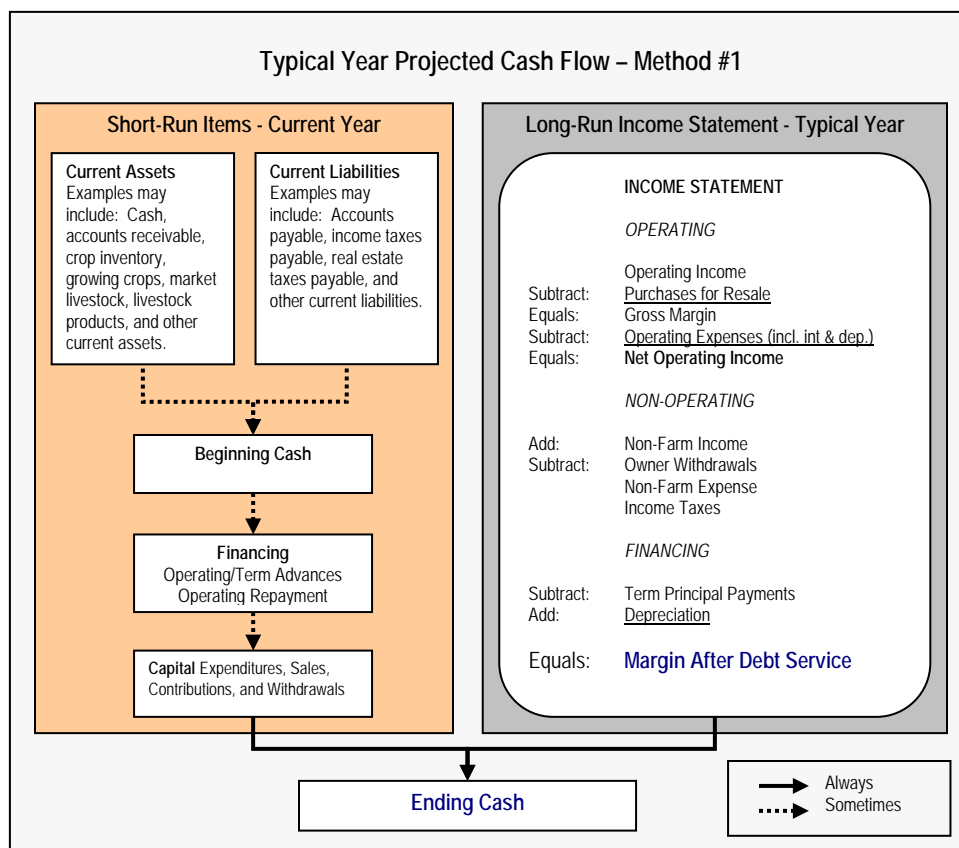 Typical Year Projected Cash Flow – Method #1
Short-Run Items - Current Year
Current Assets
Examples may
include: Cash,
accounts receivable,
crop inventory,
growing crops, market
livestock, livestock
products, and other
current assets.
Current Liabilities
Examples may
include: Accounts
payable, income taxes
payable, real estate
taxes payable, and
other current liabilities.
Beginning Cash
Financing
Operating/Term Advances
Operating Repayment
Capital Expenditures, Sales,
Contributions, and Withdrawals
Long-Run Income Statement - Typical Year
INCOME STATEMENT
OPERATING
Operating Income
Subtract: Purchases for Resale
Equals: Gross Margin
Subtract: Operating Expenses (incl. int & dep.)
Equals: Net Operating Income
NON-OPERATING
Add: Non-Farm Income
Subtract: Owner Withdrawals
Non-Farm Expense
Income Taxes
FINANCING
Subtract: Term Principal Payments
Add: Depreciation
Equals: Margin After Debt Service
Ending Cash
Always
Sometimes